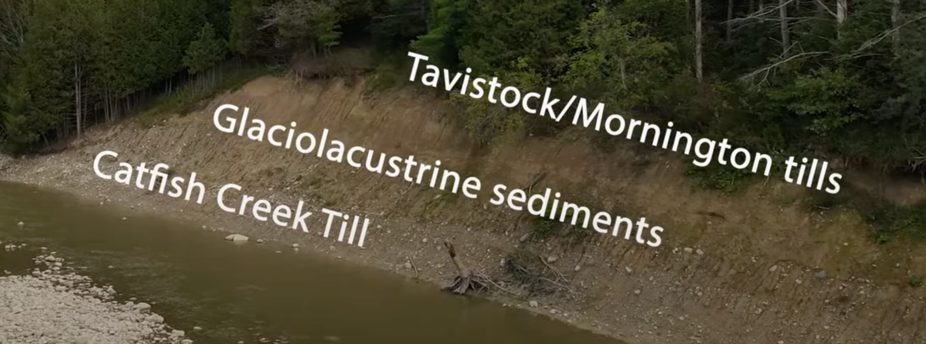 Tavistock/Mornington tills
Glaciolacustrine sediments
Catfish Creek Till